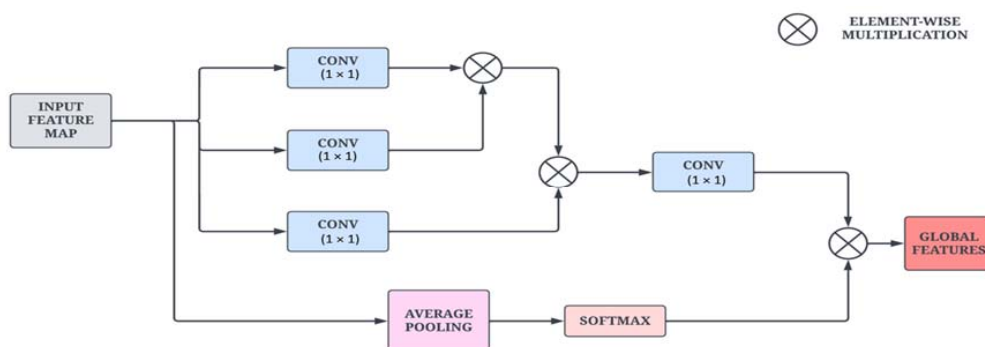 ELEMENT-WISE
MULTIPLICATION
CONV
(1 × 1)
INPUT
FEATURE
MAP
CONV
(1 × 1)
CONV
(1 × 1)
CONV
(1 × 1)
GLOBAL
FEATURES
AVERAGE
POOLING
SOFTMAX